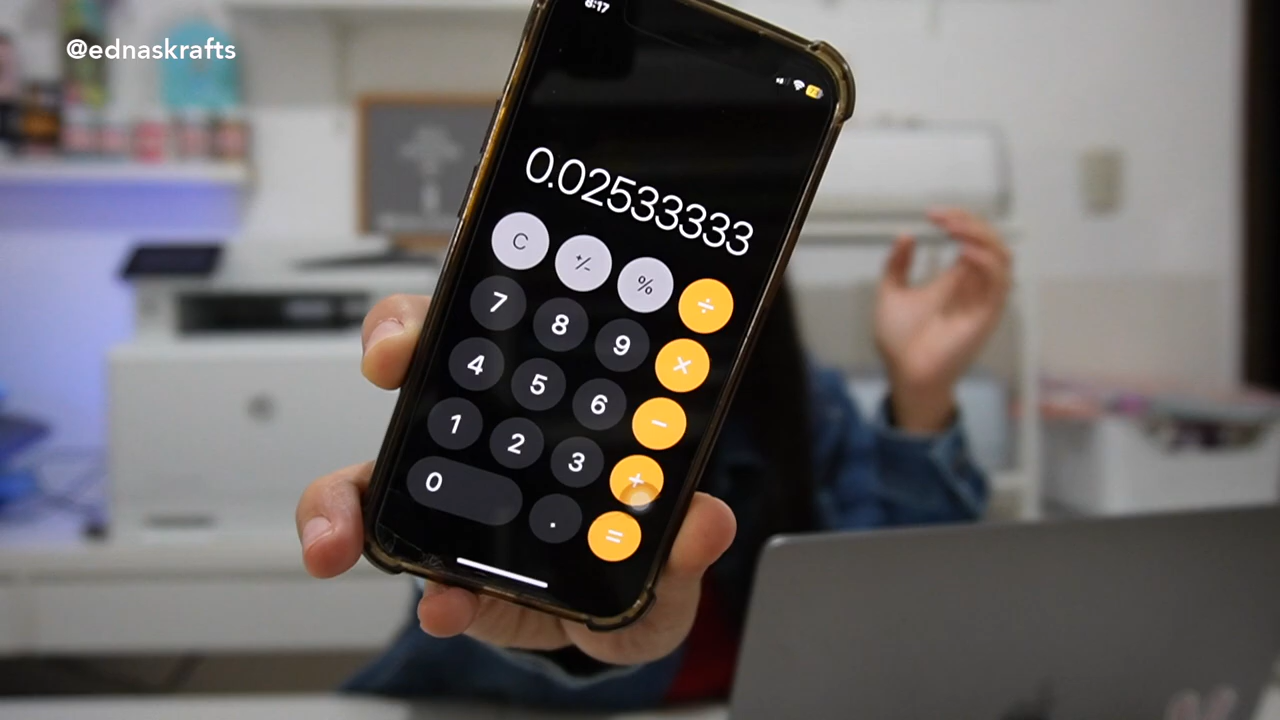 @ednaskrafts
6:17
0.02533333
C +/- % ÷
7 8 9 ×
4 5 6 −
1 2 3 +
0 . =